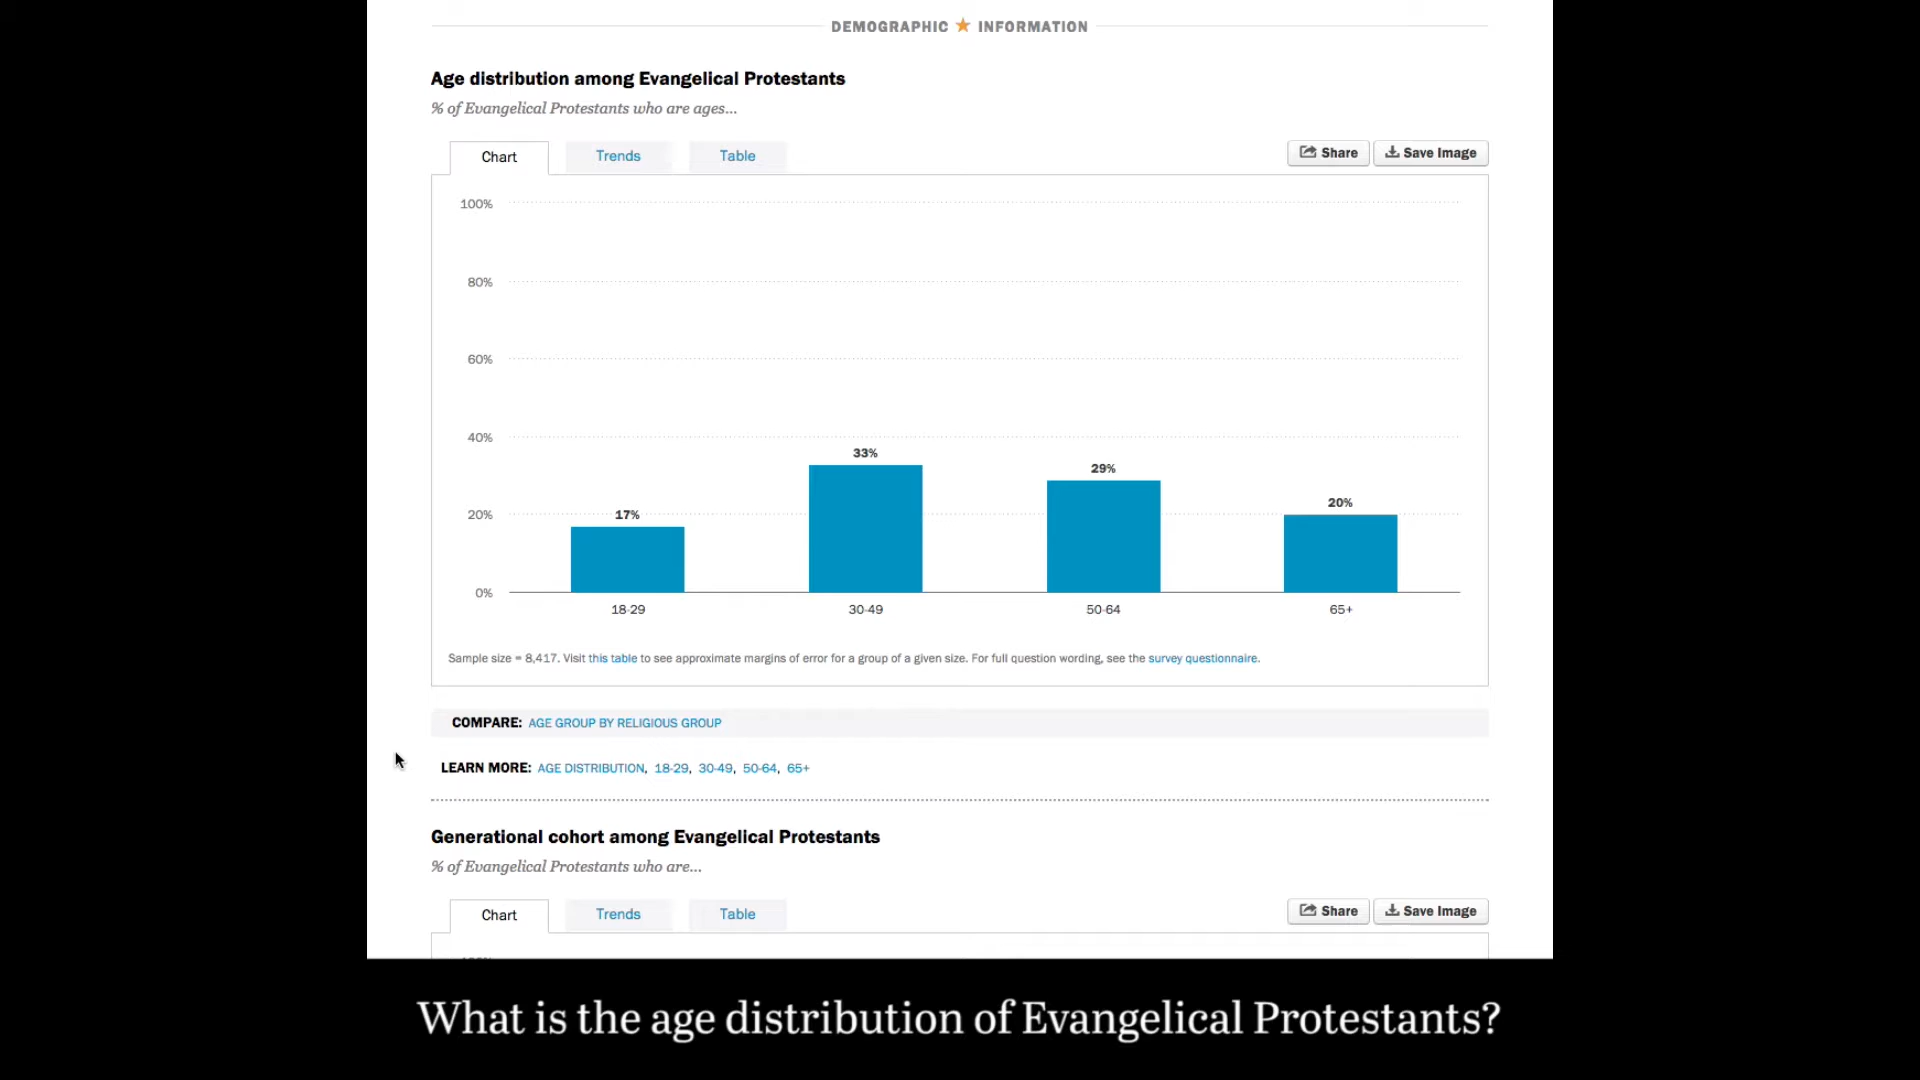 DEMOGRAPHIC ★ INFORMATION
Age distribution among Evangelical Protestants
% of Evangelical Protestants who are ages...
Chart Trends Table Share Save Image
100%
80%
60%
40%
20%
0%
17% 33% 29% 20%
18-29 30-49 50-64 65+
Sample size = 8,417. Visit this table to see approximate margins of error for a group of a given size. For full question wording, see the survey questionnaire.
COMPARE: AGE GROUP BY RELIGIOUS GROUP
LEARN MORE: AGE DISTRIBUTION, 18-29, 30-49, 50-64, 65+
Generational cohort among Evangelical Protestants
% of Evangelical Protestants who are...
Chart Trends Table Share Save Image
What is the age distribution of Evangelical Protestants?